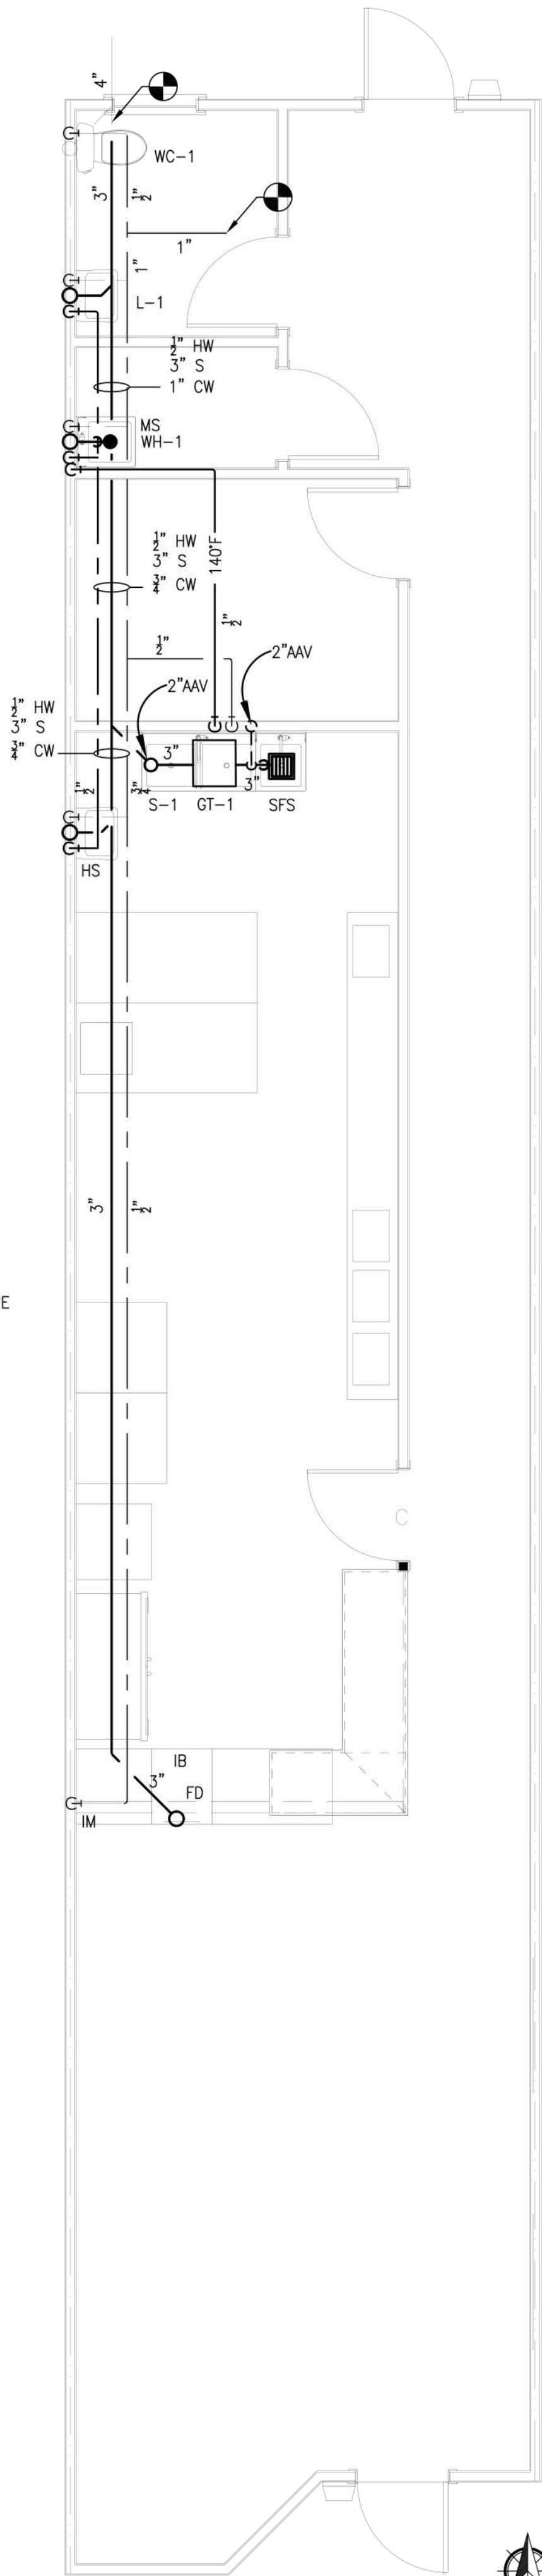 4"
WC-1
3"
1/2"
1"
1"
L-1
1/2" HW
3" S
1" CW
MS
WH-1
1/2" HW
3" S
3/4" CW
140°F
1/2"
1/2"
2"AAV
2"AAV
1/2" HW
3" S
3/4" CW
3"
3"
1/2"
3/4"
S-1
GT-1
SFS
HS
3"
1/2"
E
C
IB
3"
FD
IM